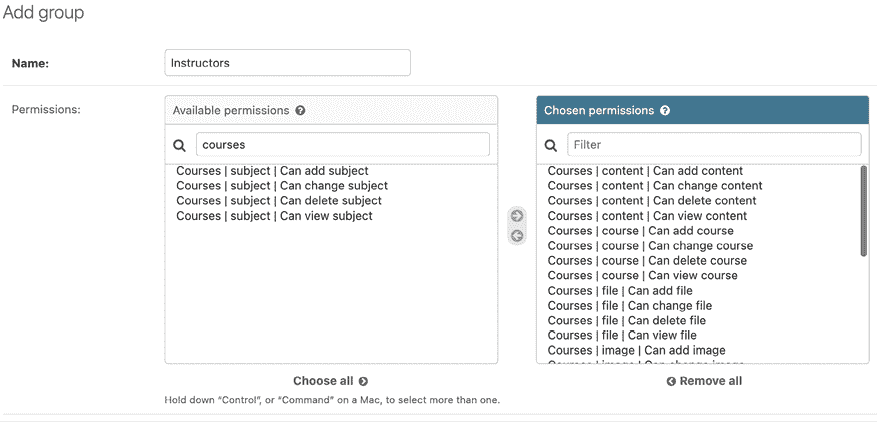 Add group
Name:
Instructors
Permissions:
Available permissions
courses
Courses | subject | Can add subject
Courses | subject | Can change subject
Courses | subject | Can delete subject
Courses | subject | Can view subject
Choose all
Hold down “Control”, or “Command” on a Mac, to select more than one.
Chosen permissions
Filter
Courses | content | Can add content
Courses | content | Can change content
Courses | content | Can delete content
Courses | content | Can view content
Courses | course | Can add course
Courses | course | Can change course
Courses | course | Can delete course
Courses | course | Can view course
Courses | file | Can add file
Courses | file | Can change file
Courses | file | Can delete file
Courses | file | Can view file
Courses | image | Can add image
Courses | image | Can change image
Remove all